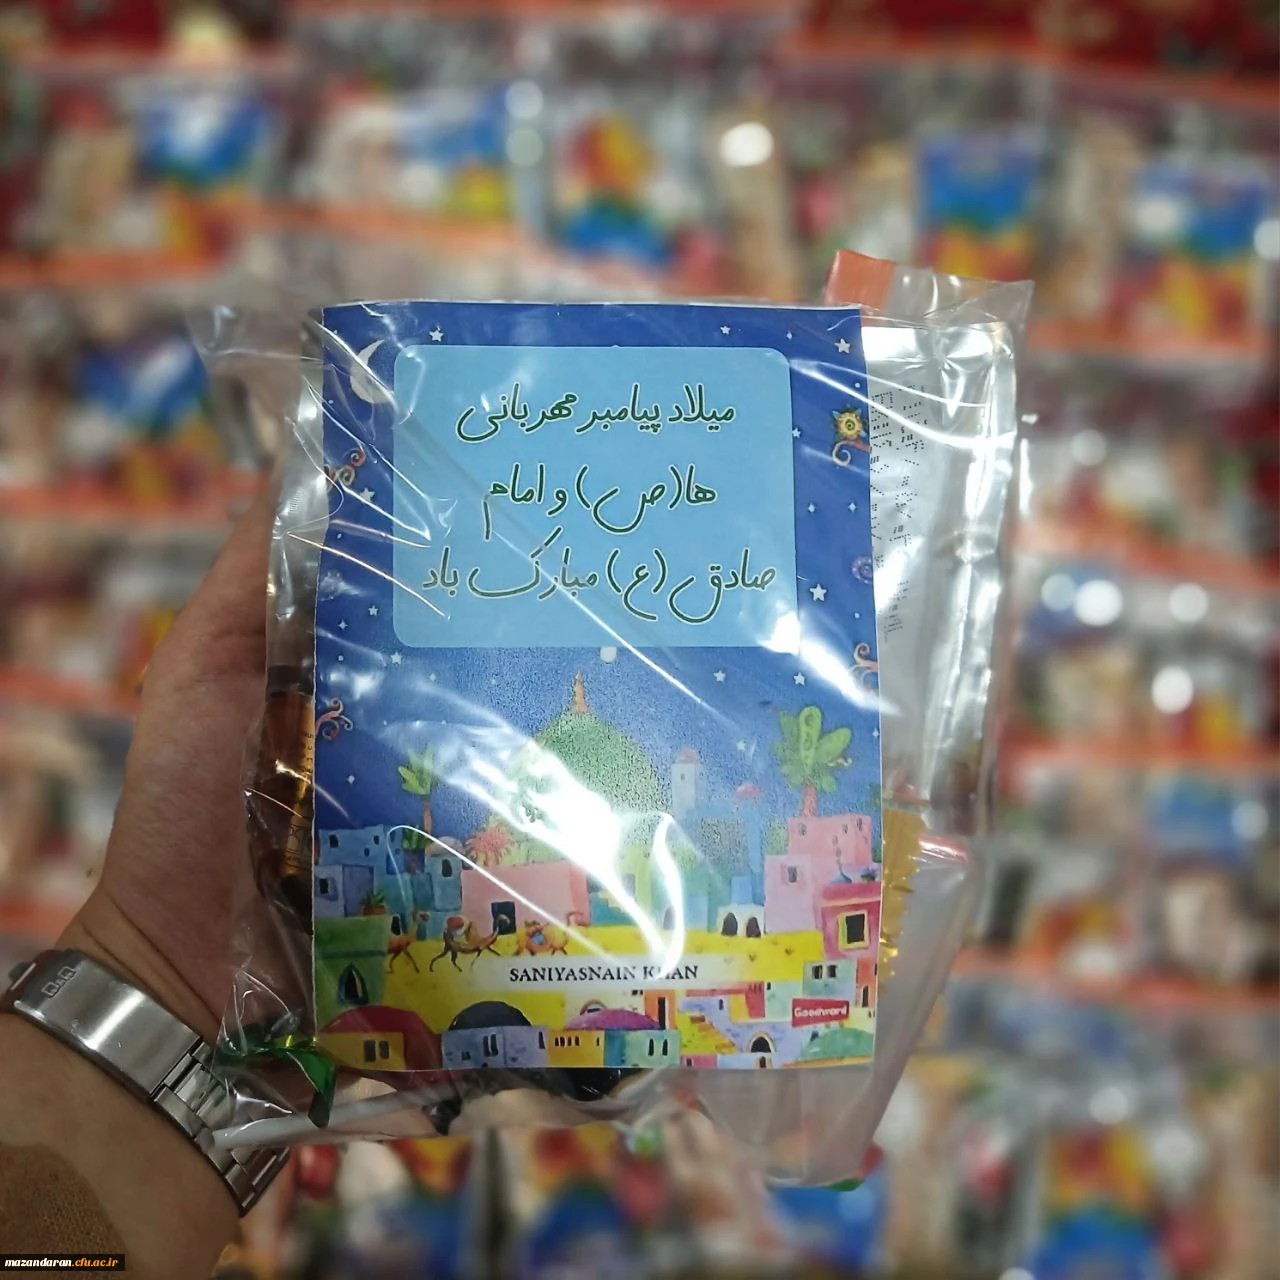 میلاد پیامبر مهربانی
ها(ص) و امام
صادق(ع) مبارک باد
SANIYASNAIN KHAN
Goodword
Q&Q
mazandaran.cfu.ac.ir